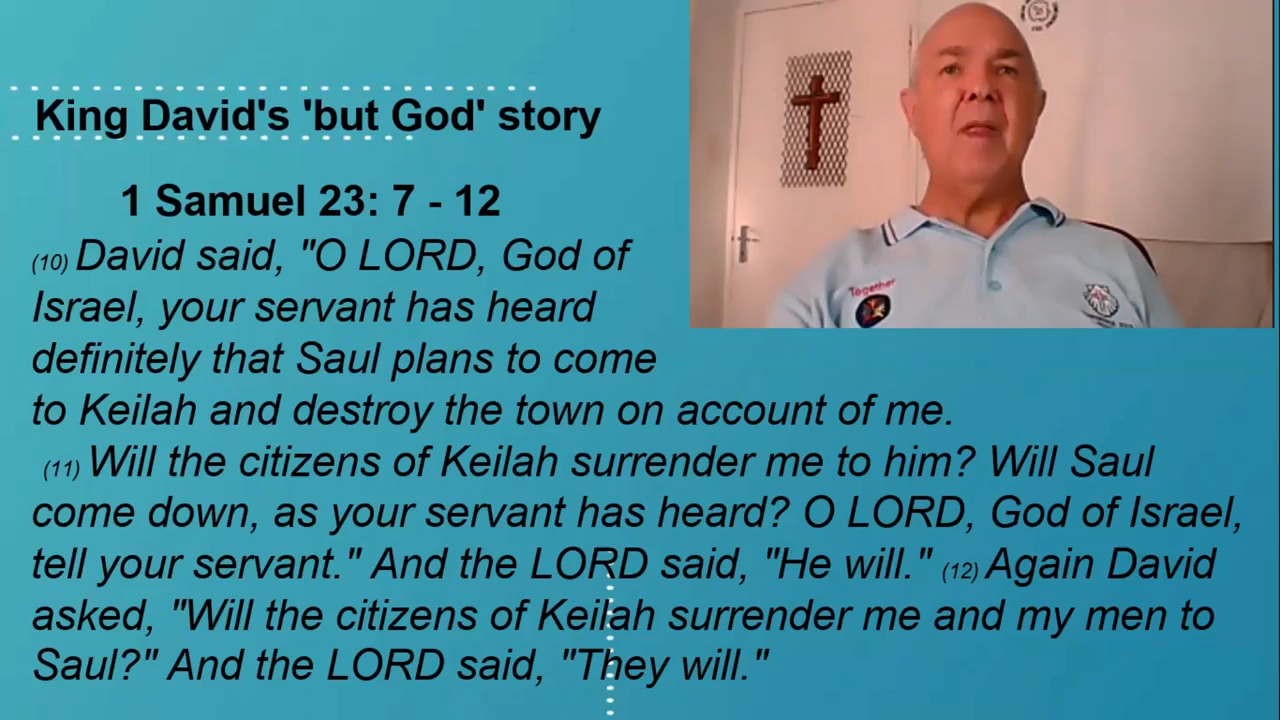 King David's 'but God' story
1 Samuel 23: 7 - 12
(10) David said, "O LORD, God of
Israel, your servant has heard
definitely that Saul plans to come
to Keilah and destroy the town on account of me.
(11) Will the citizens of Keilah surrender me to him? Will Saul
come down, as your servant has heard? O LORD, God of Israel,
tell your servant." And the LORD said, "He will." (12) Again David
asked, "Will the citizens of Keilah surrender me and my men to
Saul?" And the LORD said, "They will."
Together